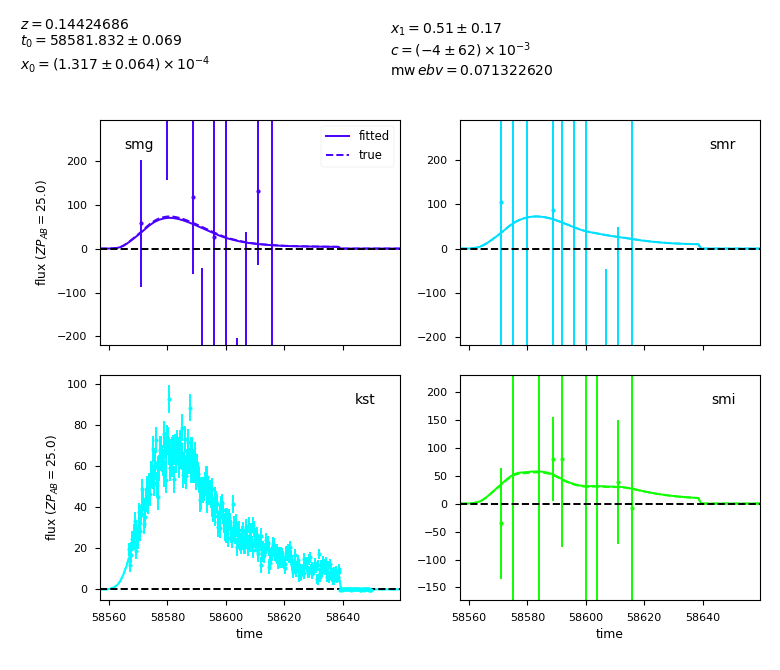 z = 0.14424686
t₀ = 58581.832 ± 0.069
x₀ = (1.317 ± 0.064) × 10⁻⁴
x₁ = 0.51 ± 0.17
c = (−4 ± 62) × 10⁻³
mw ebv = 0.071322620
smg
fitted
true
200
100
0
−100
−200
flux (ZP_AB = 25.0)
smr
200
100
0
−100
−200
kst
100
80
60
40
20
0
flux (ZP_AB = 25.0)
58560 58580 58600 58620 58640
time
smi
200
150
100
50
0
−50
−100
−150
58560 58580 58600 58620 58640
time